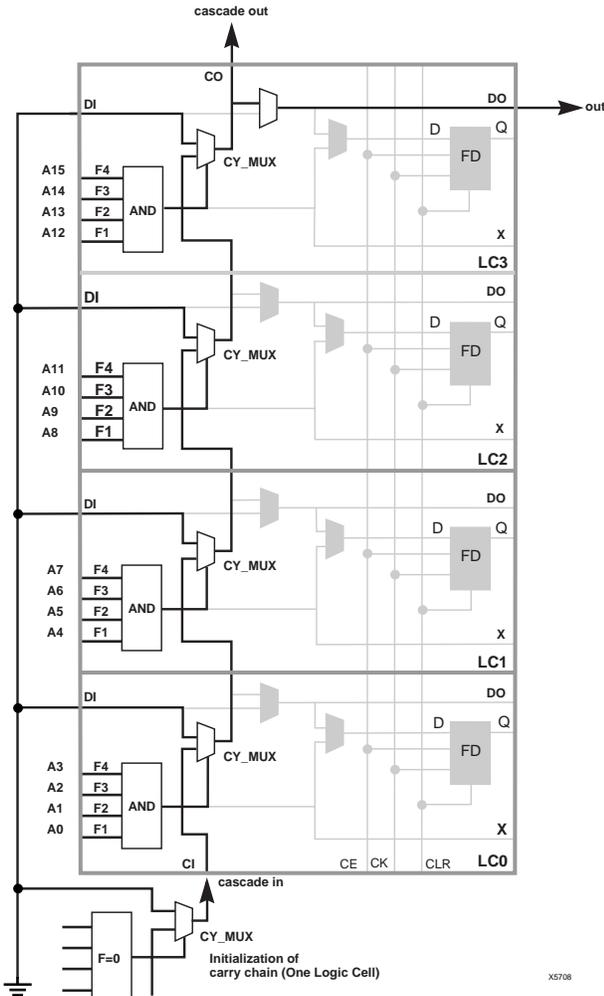 cascade out
CO
DI
DO
out
D
Q
FD
CY_MUX
A15 F4
A14 F3
A13 F2
A12 F1
AND
X
LC3
DI
DO
D
Q
FD
CY_MUX
A11 F4
A10 F3
A9 F2
A8 F1
AND
X
LC2
DI
DO
D
Q
FD
CY_MUX
A7 F4
A6 F3
A5 F2
A4 F1
AND
X
LC1
DI
DO
D
Q
FD
CY_MUX
A3 F4
A2 F3
A1 F2
A0 F1
AND
X
CI
CE
CK
CLR
LC0
cascade in
CY_MUX
F=0
Initialization of
carry chain (One Logic Cell)
X5708